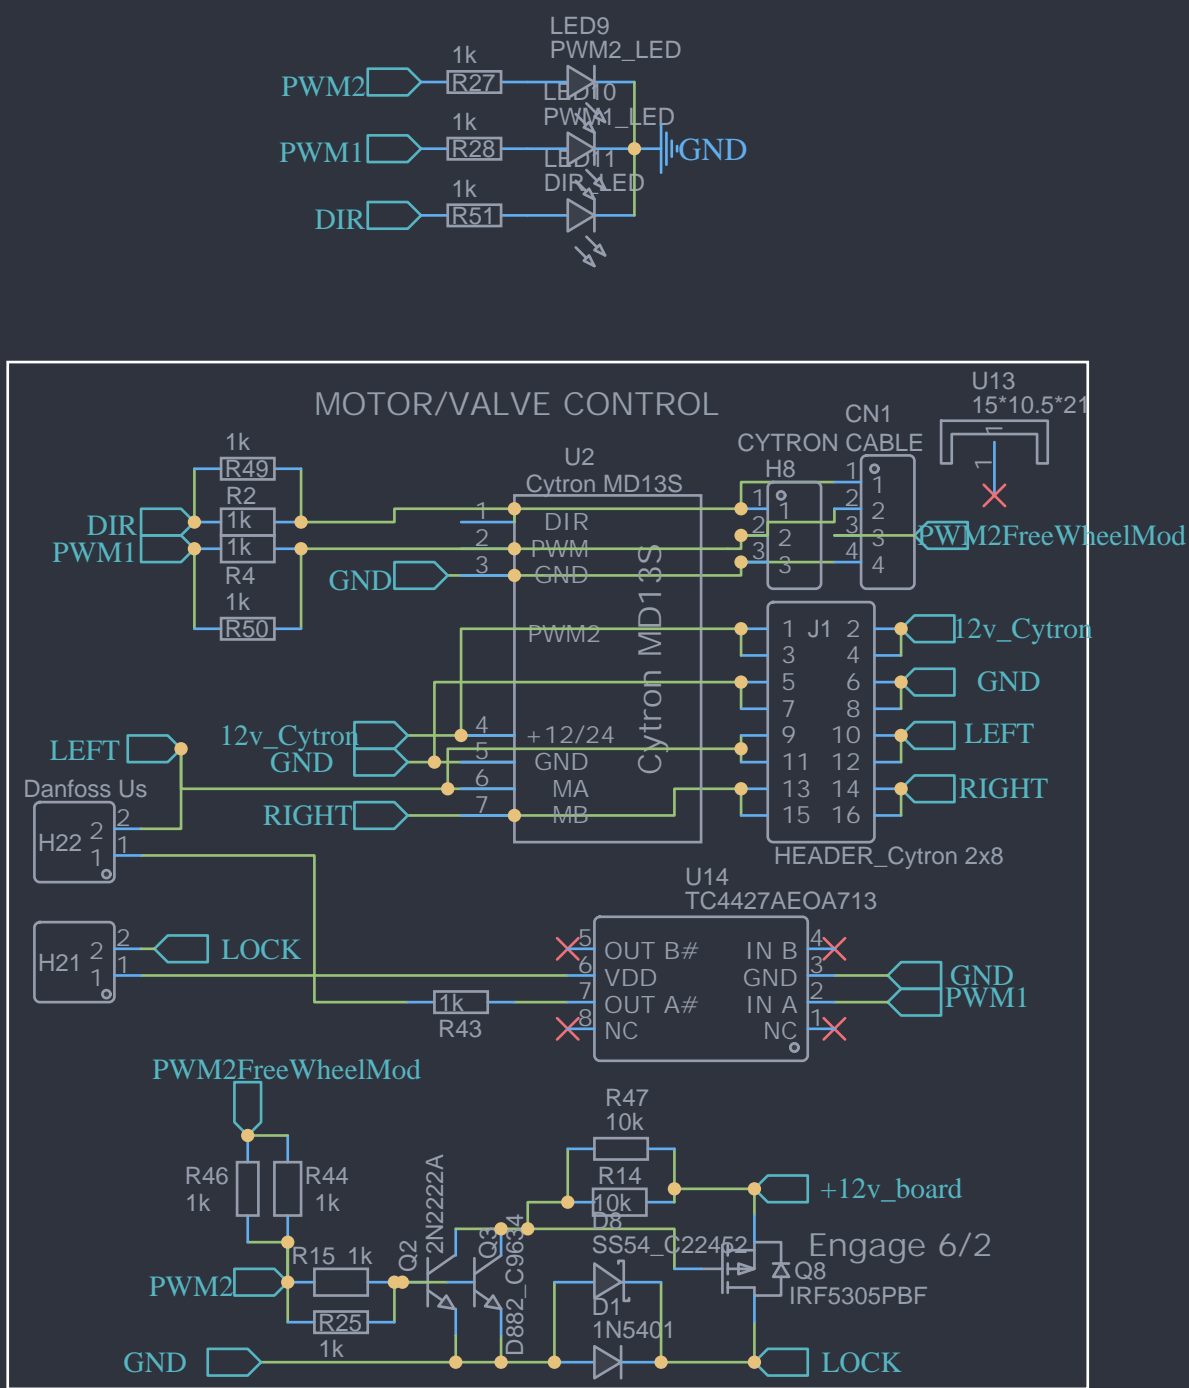 LED9
PWM2_LED
1k
PWM2
R27
LED10
PWM1_LED
1k
PWM1
R28
GND
LED11
DIR_LED
1k
DIR
R51
MOTOR/VALVE CONTROL
U13
15*10.5*21
1
1
CN1
CYTRON CABLE
H8
1k
R49
R2
1k
DIR
PWM1
1k
R4
1k
R50
GND
U2
Cytron MD13S
1
DIR
2
PWM
3
GND
PWM2
4
+12/24
5
GND
6
MA
7
MB
Cytron MD13S
1 1
2 2
3 3
1 1
2 2
3 3
4 4
PWM2FreeWheelMod
1 J1 2
3 4
5 6
7 8
9 10
11 12
13 14
15 16
12v_Cytron
GND
LEFT
RIGHT
HEADER_Cytron 2x8
LEFT
12v_Cytron
GND
RIGHT
Danfoss Us
H22
2 2
1 1
H21
2 2
1 1
LOCK
U14
TC4427AEOA713
5 OUT B# IN B 4
6 VDD GND 3
7 OUT A# IN A 2
8 NC NC 1
GND
PWM1
1k
R43
PWM2FreeWheelMod
R46
1k
R44
1k
R15 1k
PWM2
R25
1k
GND
Q2
2N2222A
Q3
D882_C9634
R47
10k
R14
10k
D8
SS54_C22452
D1
1N5401
+12v_board
Engage 6/2
Q8
IRF5305PBF
LOCK